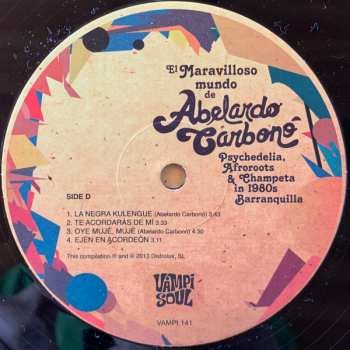 El Maravilloso
mundo
de
Abelardo
Carbonó
Psychedelia,
Afroroots
& Champeta
in 1980s
Barranquilla
SIDE D
1. LA NEGRA KULENGUE (Abelardo Carbonó) 5.43
2. TE ACORDARÁS DE MÍ 3.33
3. OYE MUJÉ, MUJÉ (Abelardo Carbonó) 4.30
4. EJEN EN ACORDEÓN 3.11
This compilation ℗ and © 2013 Distrolux, SL
VAMPI
SOUL
VAMPI 141